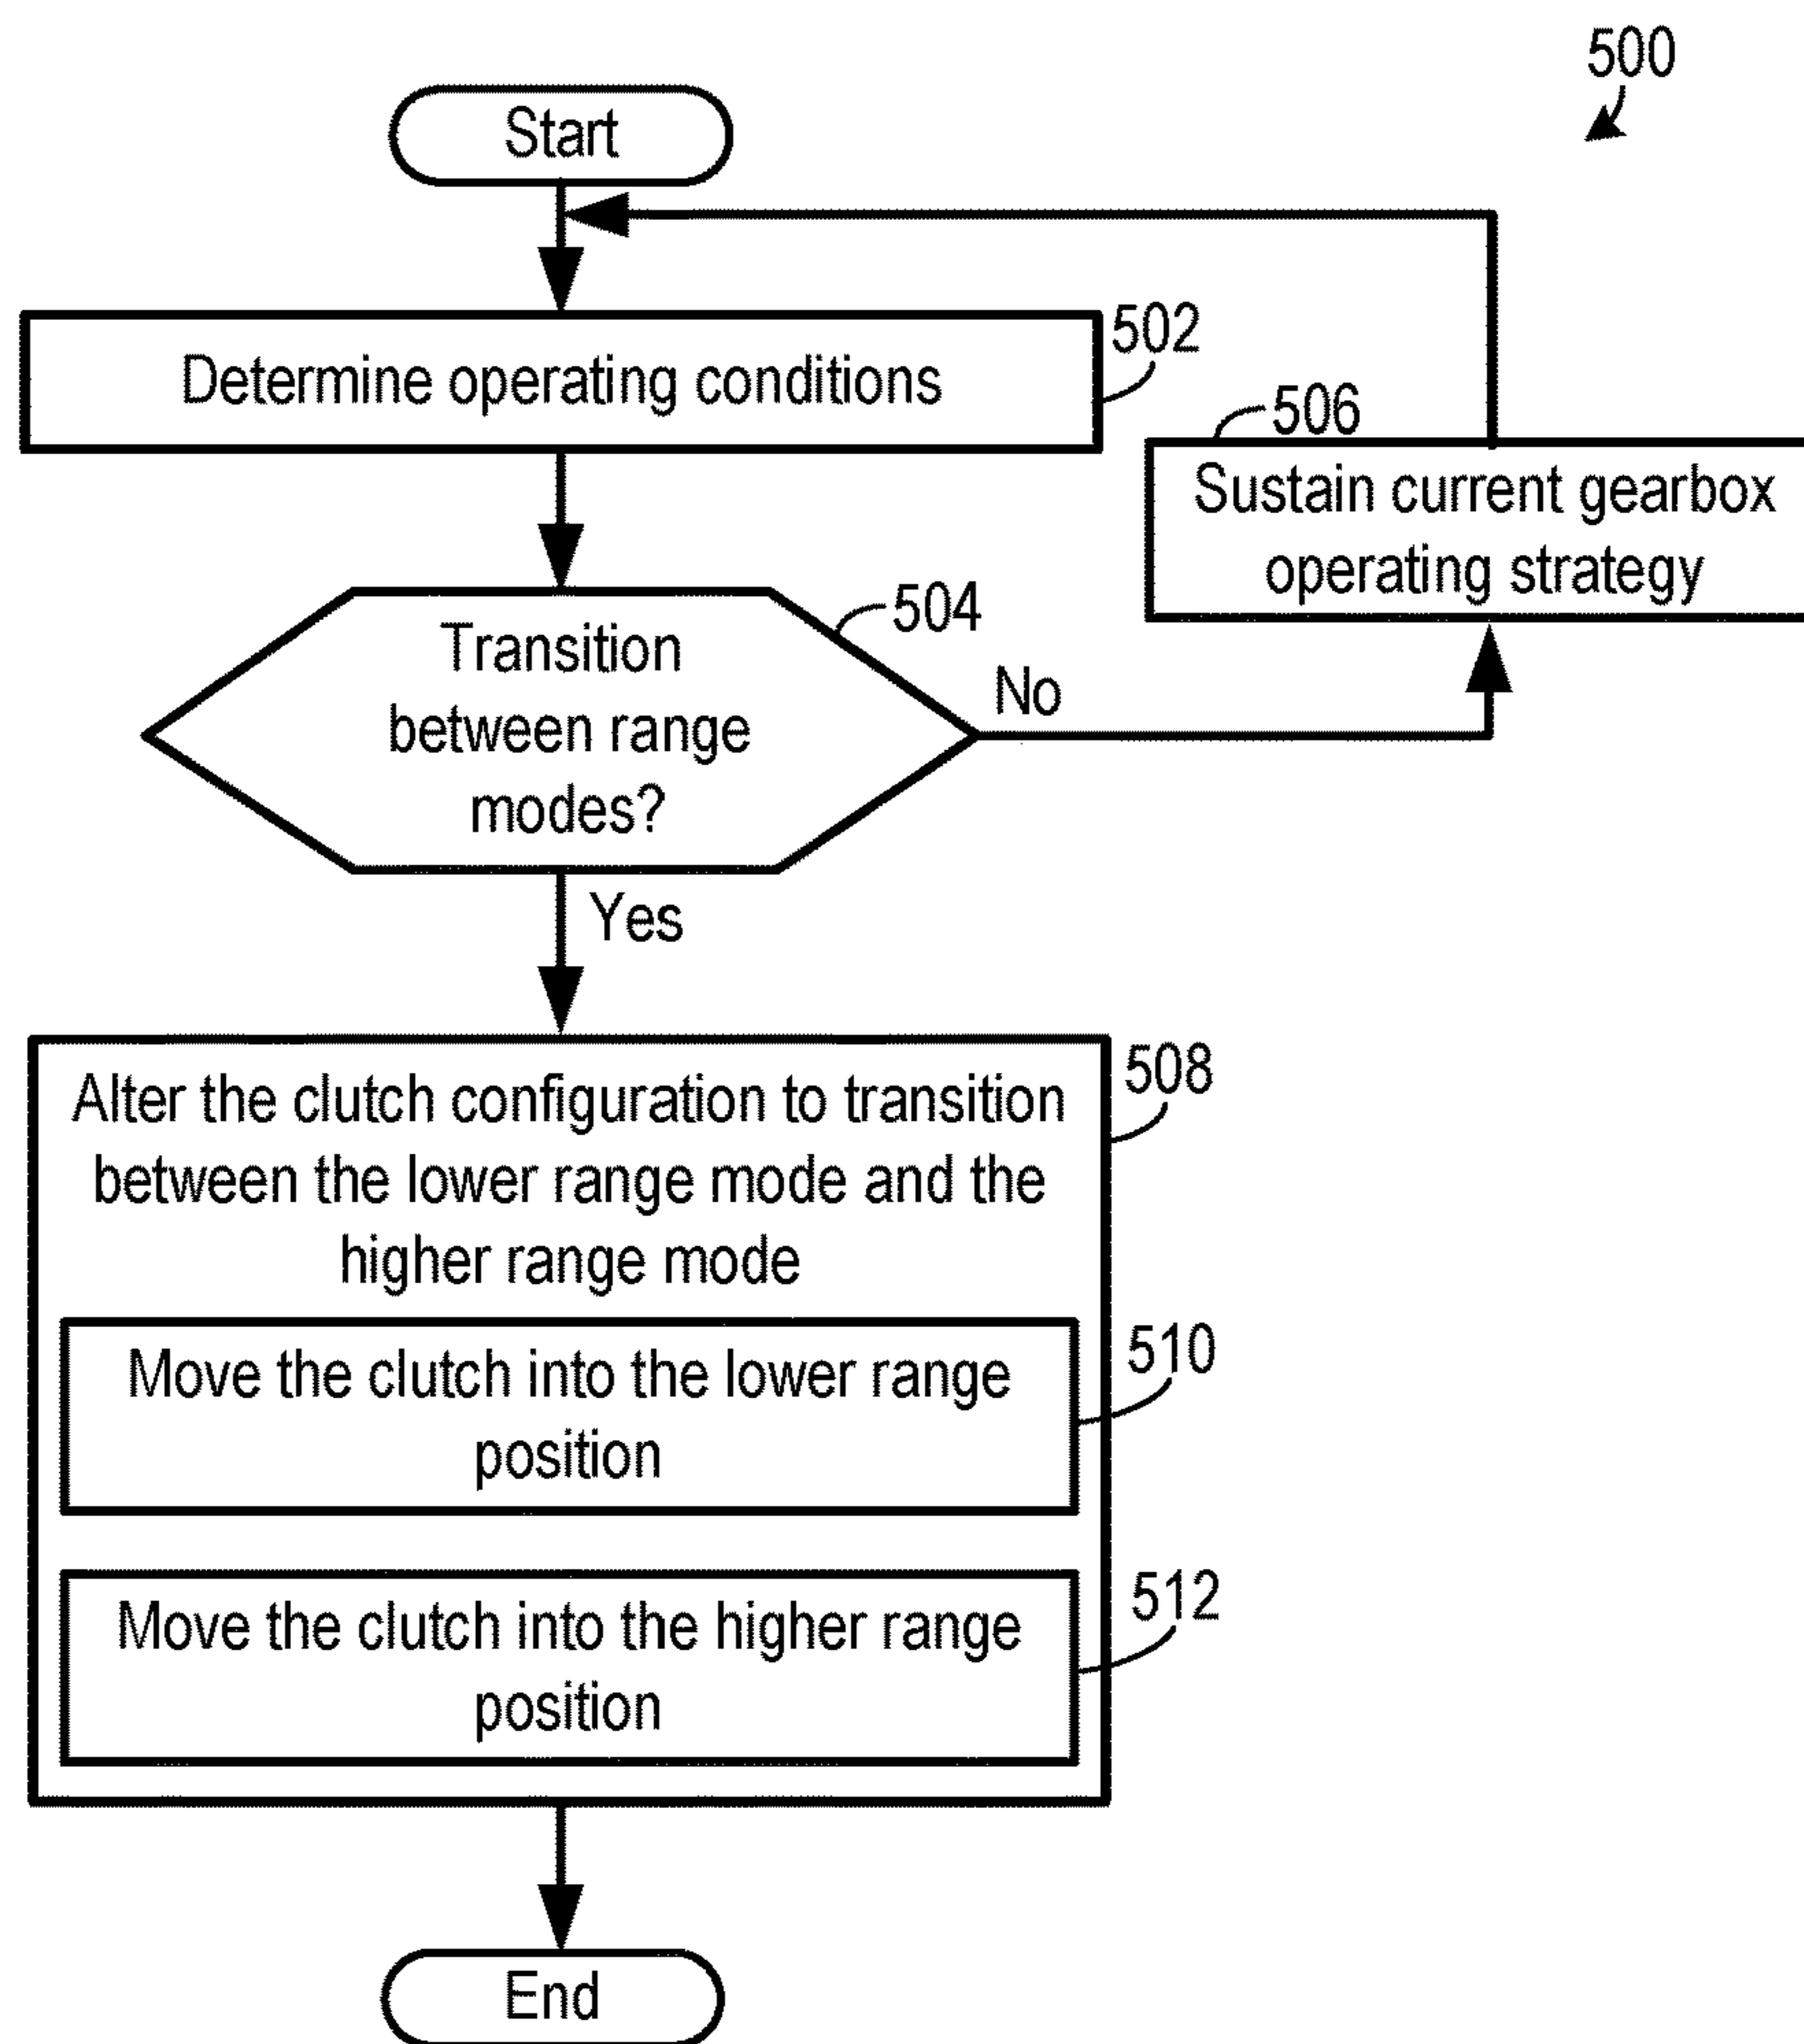 500
Start
Determine operating conditions
502
506
Sustain current gearbox
operating strategy
504
Transition
between range
modes?
No
Yes
508
Alter the clutch configuration to transition
between the lower range mode and the
higher range mode
510
Move the clutch into the lower range
position
512
Move the clutch into the higher range
position
End